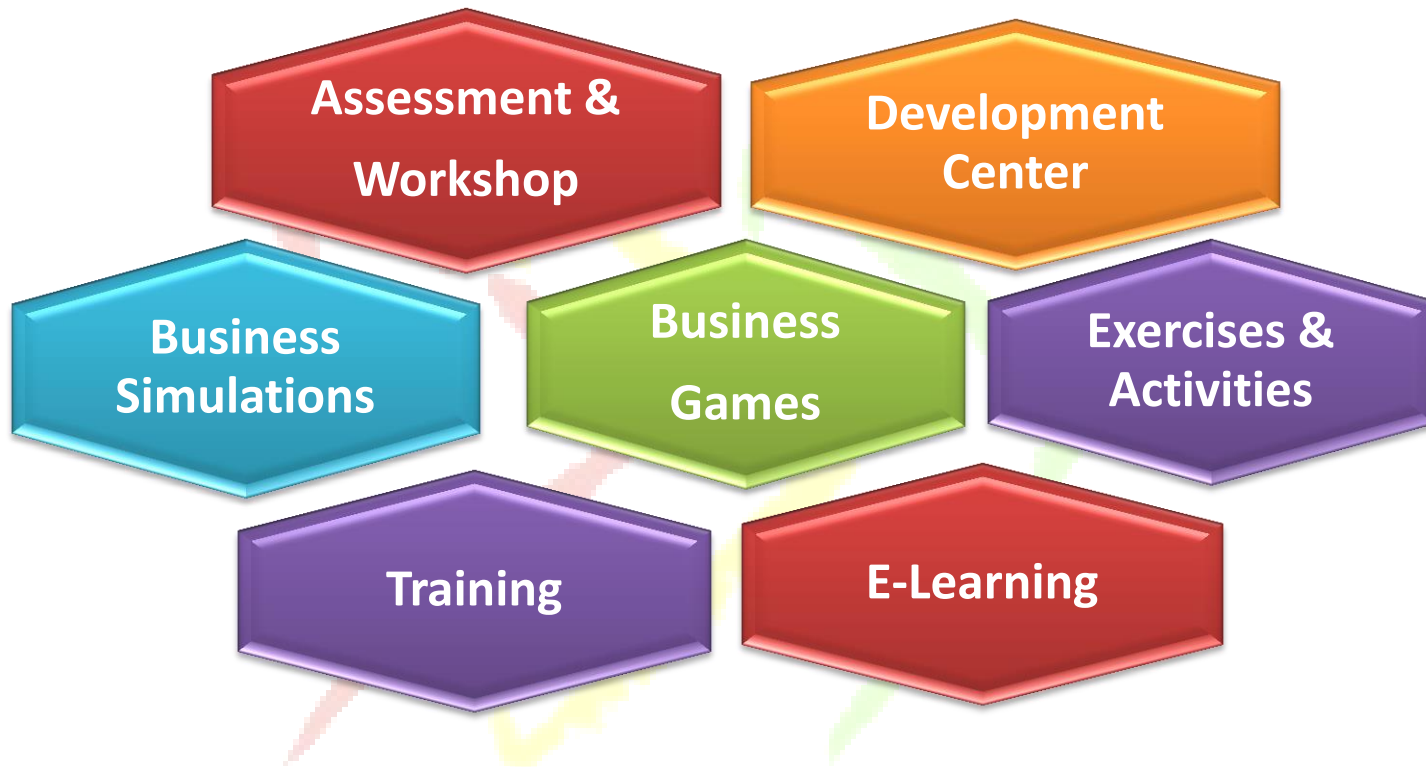 Assessment &
Workshop
Development
Center
Business
Simulations
Business
Games
Exercises &
Activities
Training
E-Learning